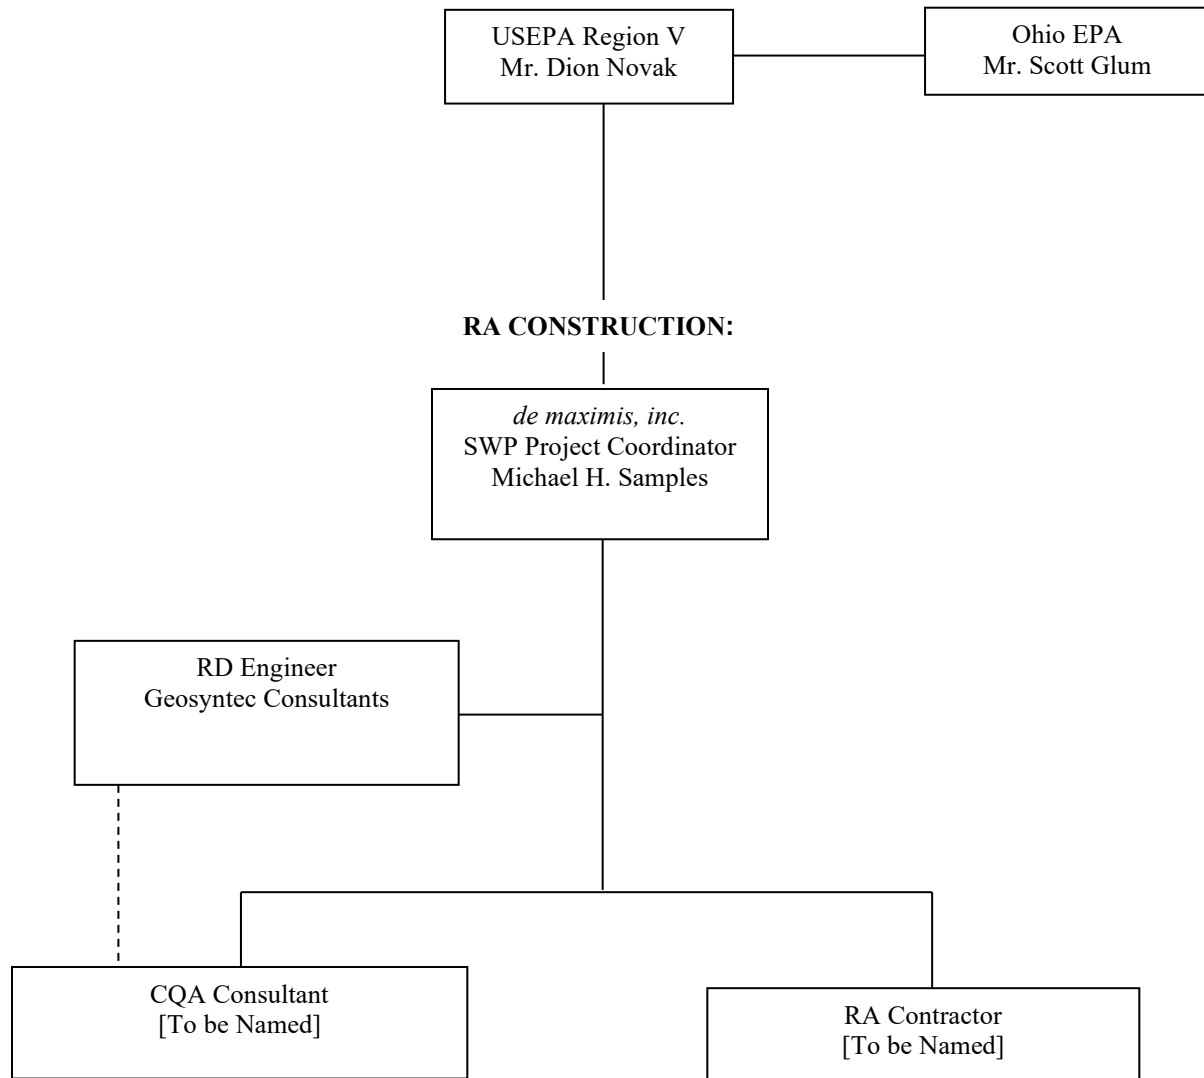 USEPA Region V
Mr. Dion Novak
Ohio EPA
Mr. Scott Glum
RA CONSTRUCTION:
de maximis, inc.
SWP Project Coordinator
Michael H. Samples
RD Engineer
Geosyntec Consultants
CQA Consultant
[To be Named]
RA Contractor
[To be Named]